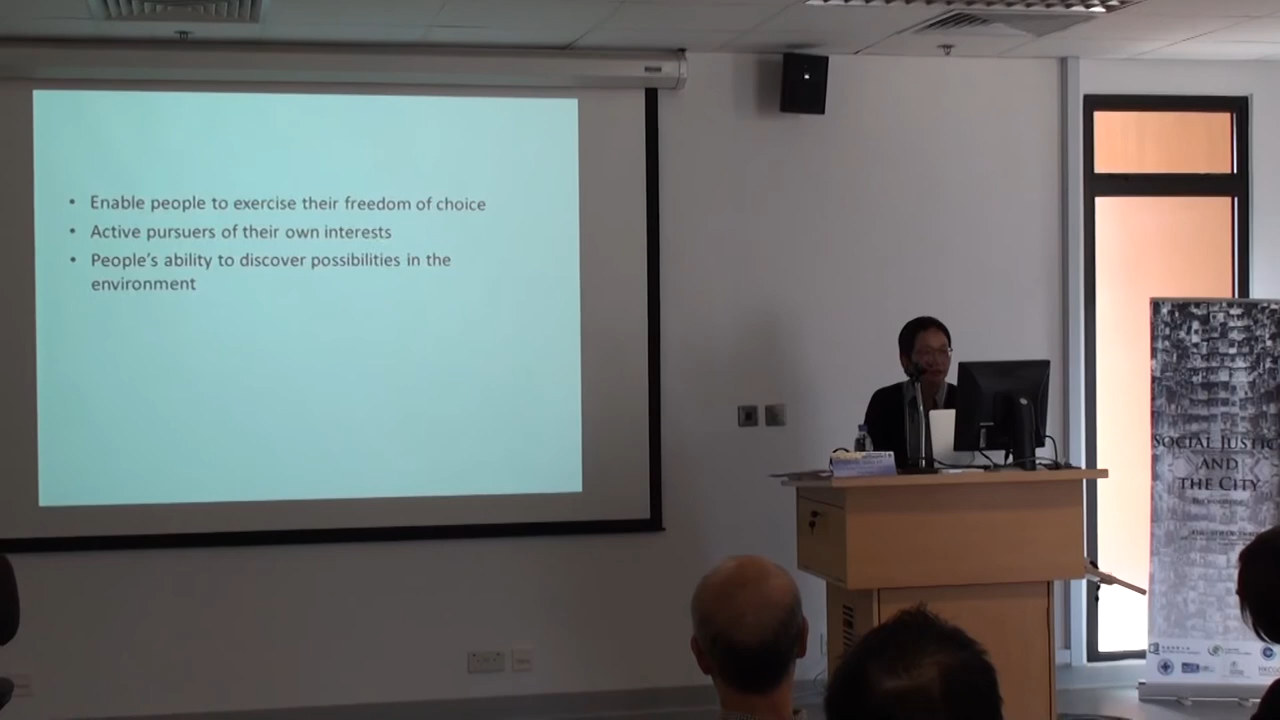 • Enable people to exercise their freedom of choice
• Active pursuers of their own interests
• People's ability to discover possibilities in the
environment
SOCIAL JUSTIC
AND
THE CITY